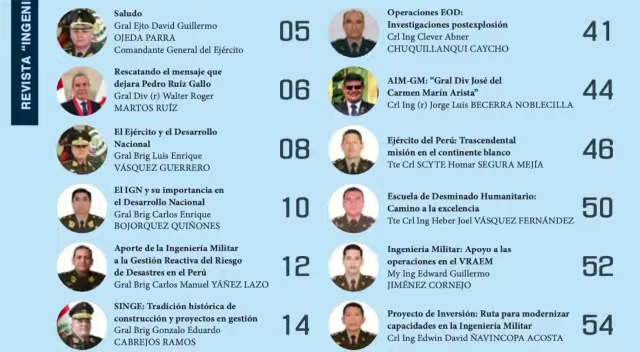 REVISTA "INGENI
Saludo
Gral Ejto David Guillermo
OJEDA PARRA
Comandante General del Ejército
05
Rescatando el mensaje que
dejara Pedro Ruíz Gallo
Gral Div (r) Walter Roger
MARTOS RUÍZ
06
El Ejército y el Desarrollo
Nacional
Gral Brig Luis Enrique
VÁSQUEZ GUERRERO
08
El IGN y su importancia en
el Desarrollo Nacional
Gral Brig Carlos Enrique
BOJORQUEZ QUIÑONES
10
Aporte de la Ingeniería Militar
a la Gestión Reactiva del Riesgo
de Desastres en el Perú
Gral Brig Carlos Manuel YÁÑEZ LAZO
12
SINGE: Tradición histórica de
construcción y proyectos en gestión
Gral Brig Gonzalo Eduardo
CABREJOS RAMOS
14
Operaciones EOD:
Investigaciones postexplosión
Crl Ing Clever Abner
CHUQUILLANQUI CAYCHO
41
AIM-GM: “Gral Div José del
Carmen Marín Arista”
Crl Ing (r) Jorge Luis BECERRA NOBLECILLA
44
Ejército del Perú: Trascendental
misión en el continente blanco
Tte Crl SCYTE Homar SEGURA MEJÍA
46
Escuela de Desminado Humanitario:
Camino a la excelencia
Tte Crl Ing Heber Joel VÁSQUEZ FERNÁNDEZ
50
Ingeniería Militar: Apoyo a las
operaciones en el VRAEM
My Ing Edward Guillermo
JIMÉNEZ CORNEJO
52
Proyecto de Inversión: Ruta para modernizar
capacidades en la Ingeniería Militar
Crl Ing Edwin David ÑAVINCOPA ACOSTA
54